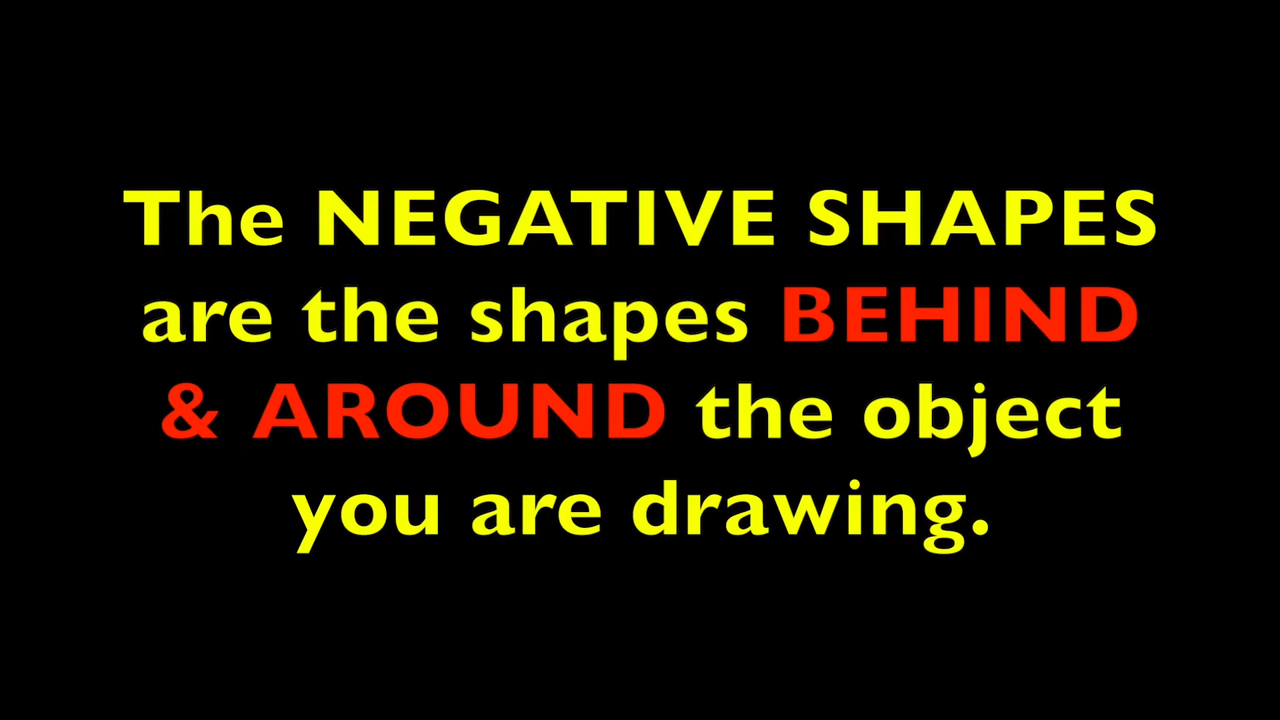 The NEGATIVE SHAPES
are the shapes BEHIND
& AROUND the object
you are drawing.